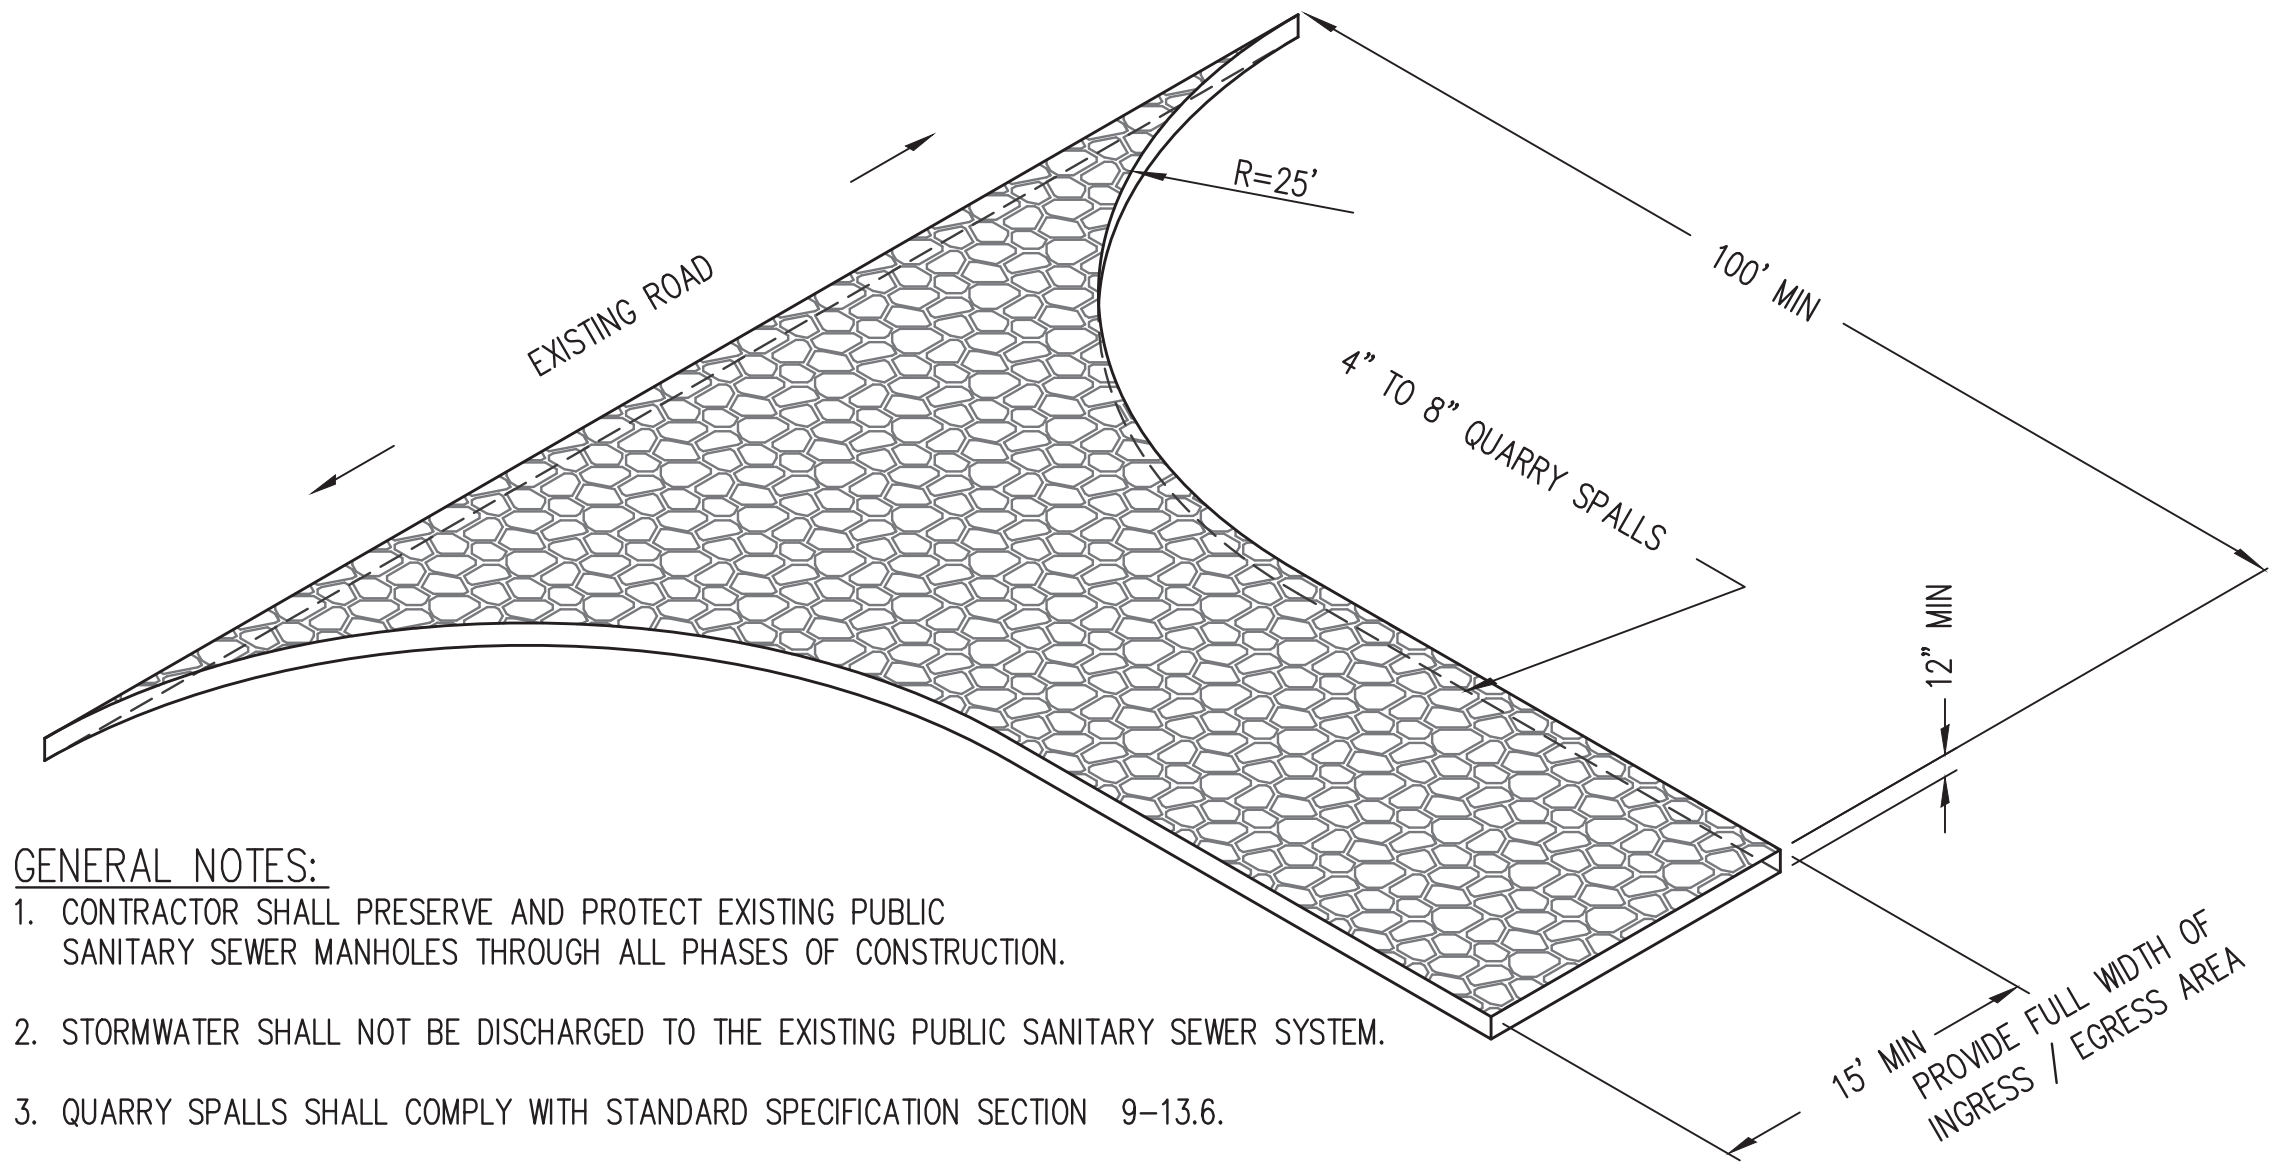 EXISTING ROAD
R=25'
100' MIN
4" TO 8" QUARRY SPALLS
12" MIN
15' MIN
PROVIDE FULL WIDTH OF
INGRESS / EGRESS AREA
GENERAL NOTES:
1. CONTRACTOR SHALL PRESERVE AND PROTECT EXISTING PUBLIC
SANITARY SEWER MANHOLES THROUGH ALL PHASES OF CONSTRUCTION.
2. STORMWATER SHALL NOT BE DISCHARGED TO THE EXISTING PUBLIC SANITARY SEWER SYSTEM.
3. QUARRY SPALLS SHALL COMPLY WITH STANDARD SPECIFICATION SECTION 9-13.6.